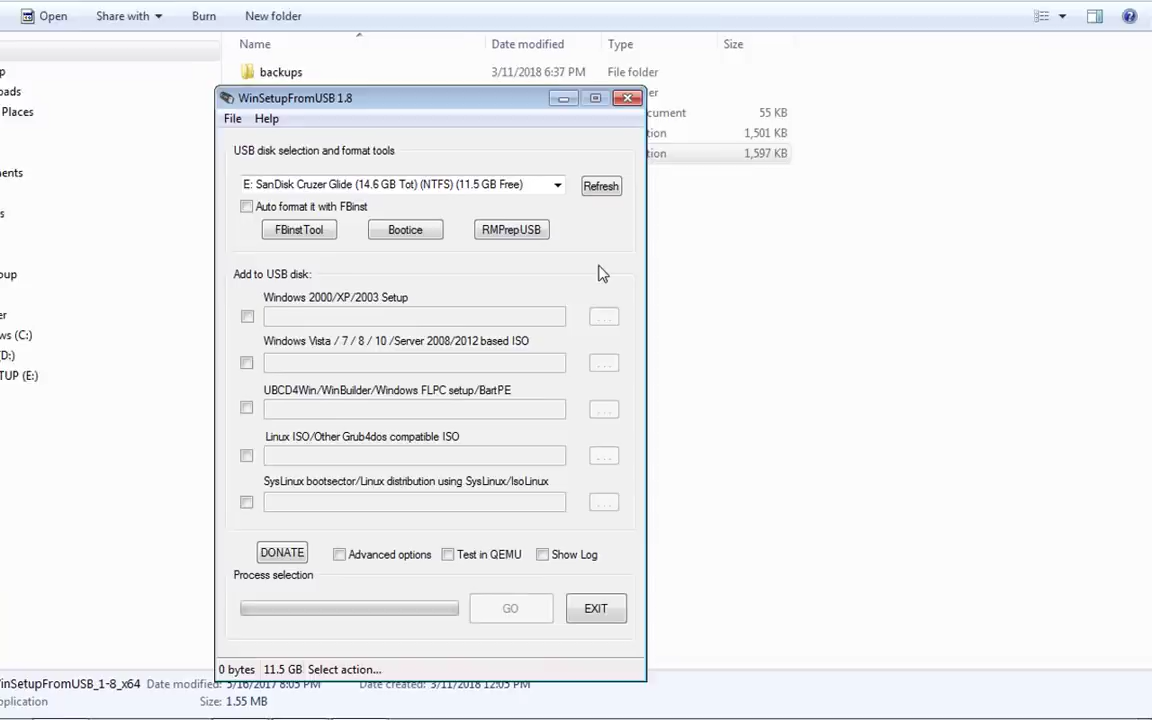 Open Share with Burn New folder
Name Date modified Type Size
backups 3/11/2018 6:37 PM File folder
55 KB
1,501 KB
1,597 KB
Places
ws (C:)
(D:)
TUP (E:)
WinSetupFromUSB 1.8
File Help
USB disk selection and format tools
E: SanDisk Cruzer Glide (14.6 GB Tot) (NTFS) (11.5 GB Free) Refresh
Auto format it with FBinst
FBinstTool Bootice RMPrepUSB
Add to USB disk:
Windows 2000/XP/2003 Setup
...
Windows Vista / 7 / 8 / 10 /Server 2008/2012 based ISO
...
UBCD4Win/WinBuilder/Windows FLPC setup/BartPE
...
Linux ISO/Other Grub4dos compatible ISO
...
SysLinux bootsector/Linux distribution using SysLinux/IsoLinux
...
DONATE Advanced options Test in QEMU Show Log
Process selection
GO EXIT
0 bytes 11.5 GB Select action...
inSetupFromUSB_1-8_x64 Date modified: 5/16/2017 8:05 PM Date created: 3/11/2018 12:05 PM
pplication Size: 1.55 MB